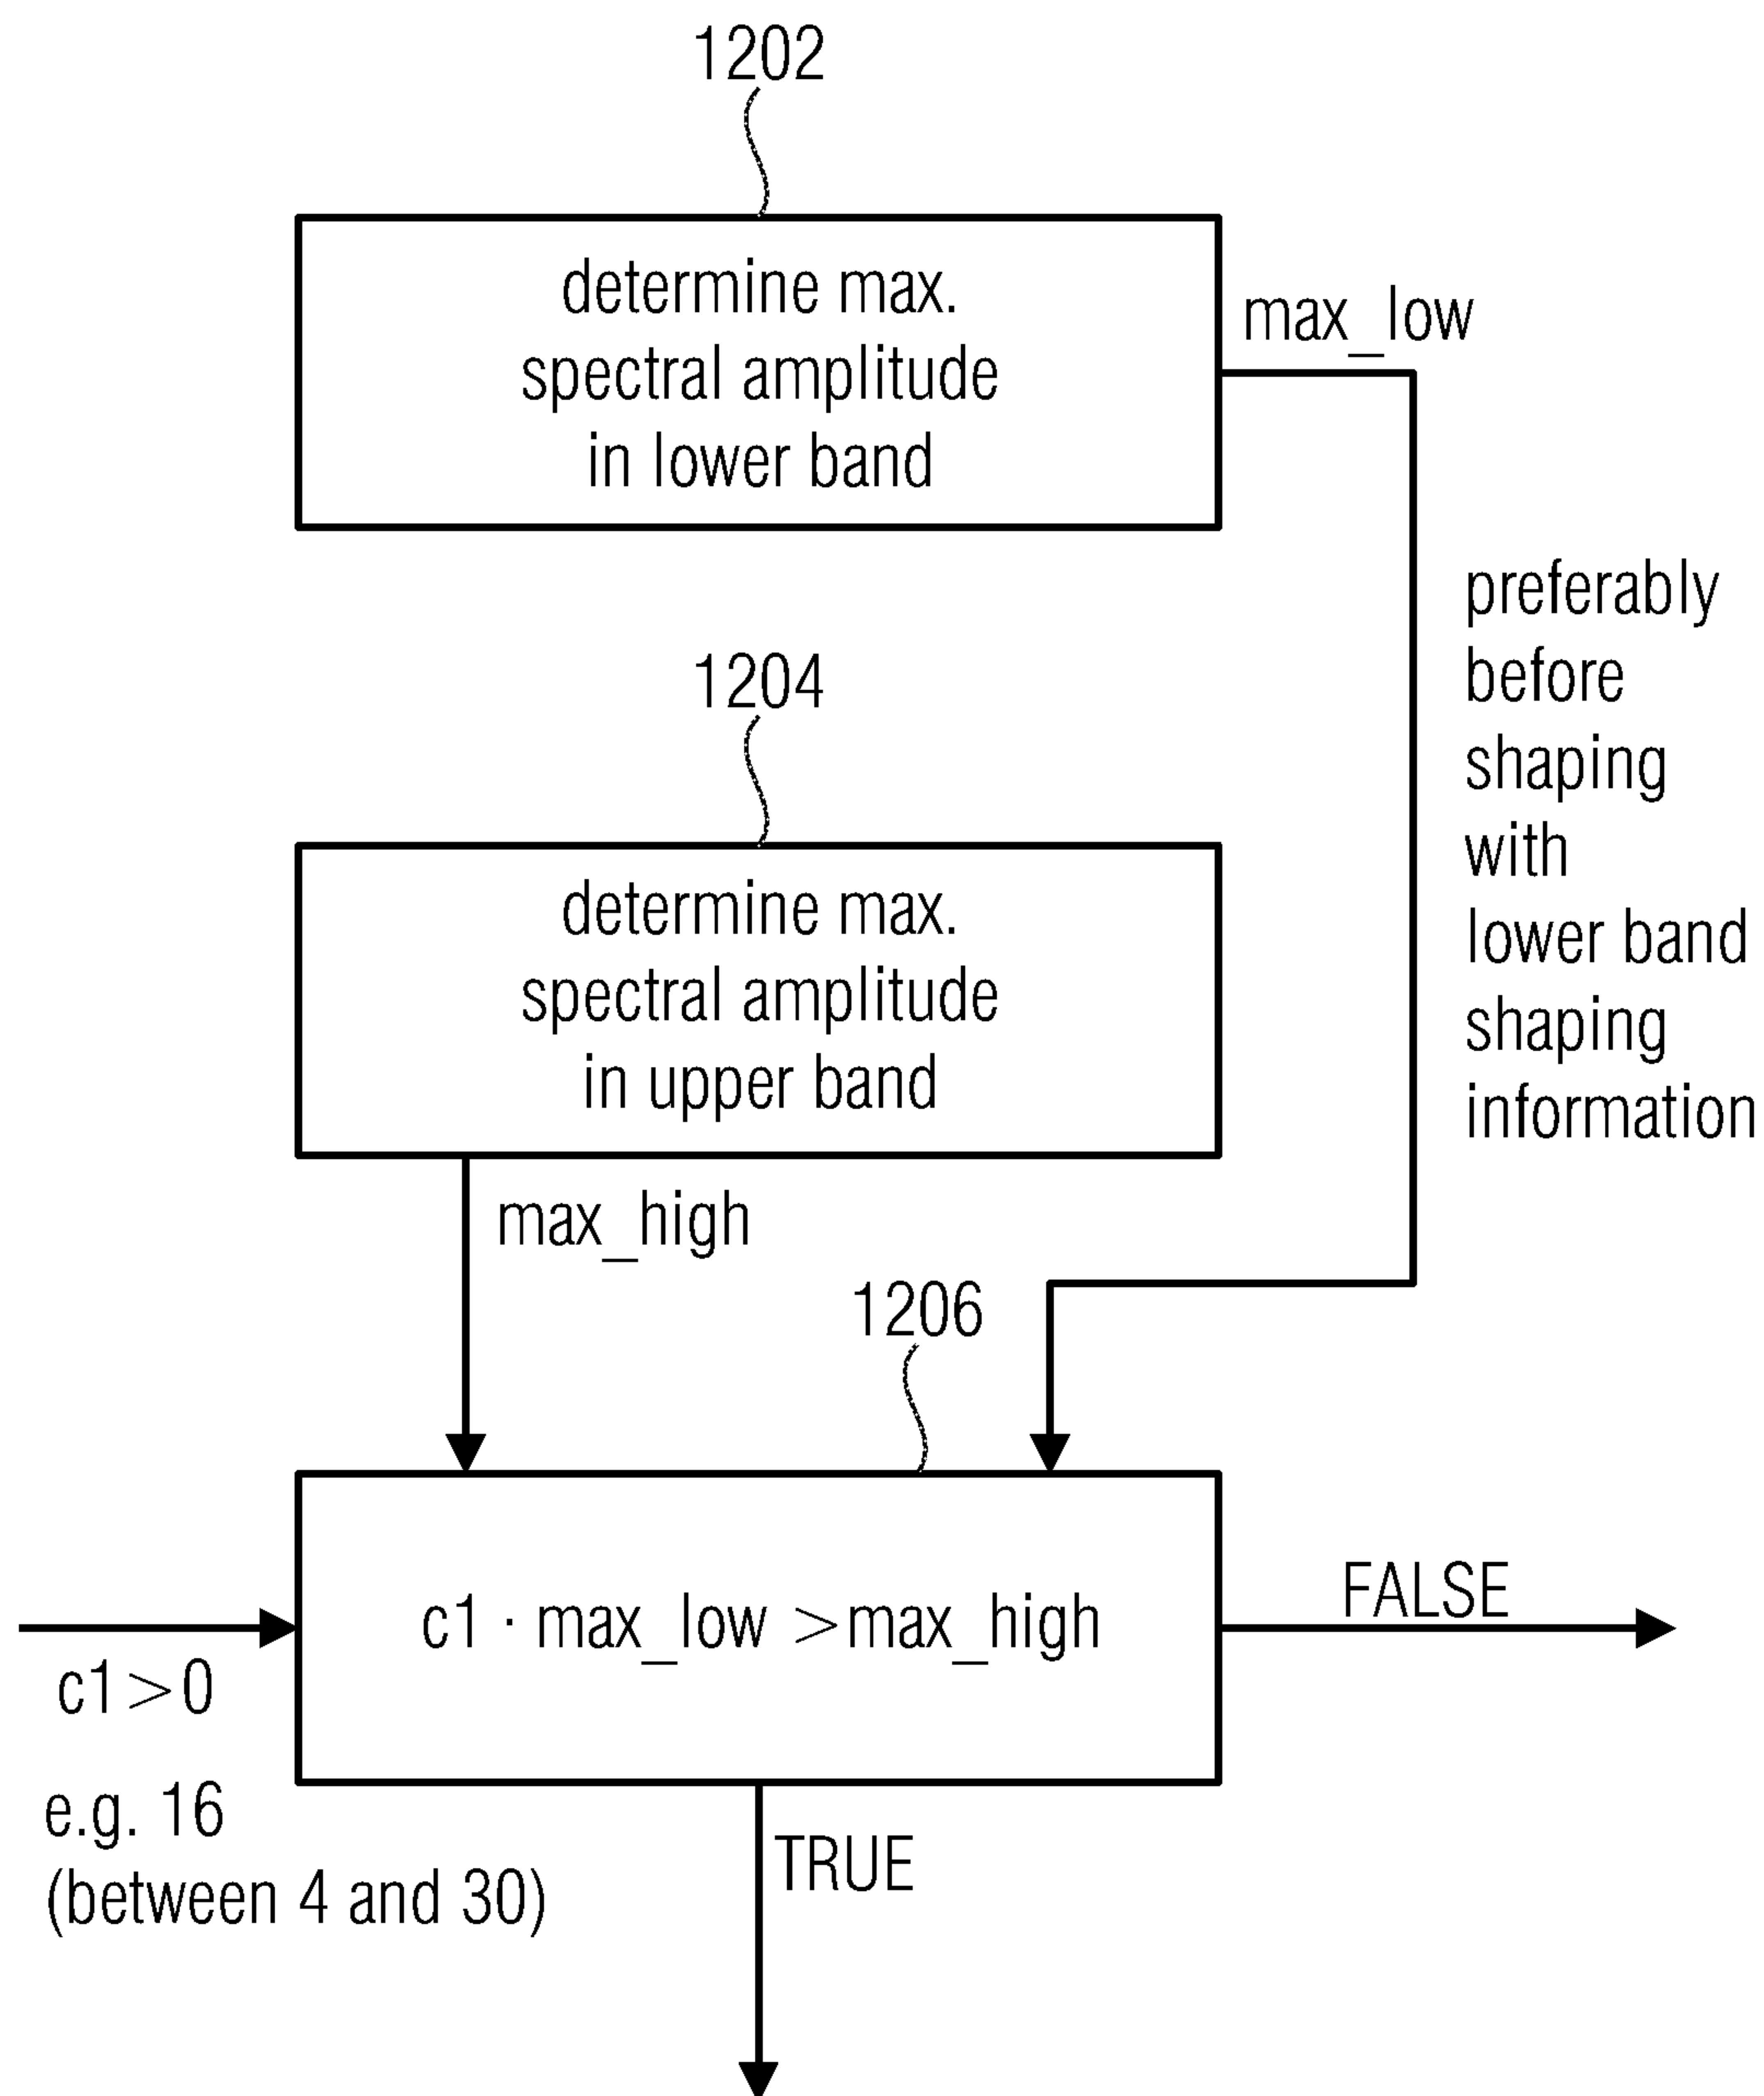 1202
determine max.
spectral amplitude
in lower band
max_low
preferably
before
shaping
with
lower band
shaping
information
1204
determine max.
spectral amplitude
in upper band
max_high
1206
c1 · max_low >max_high
c1>0
e.g. 16
(between 4 and 30)
FALSE
TRUE